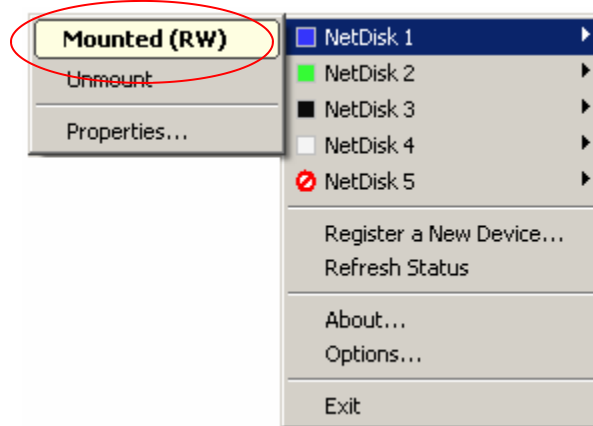 Mounted (RW)
Unmount
Properties...
NetDisk 1
NetDisk 2
NetDisk 3
NetDisk 4
NetDisk 5
Register a New Device...
Refresh Status
About...
Options...
Exit